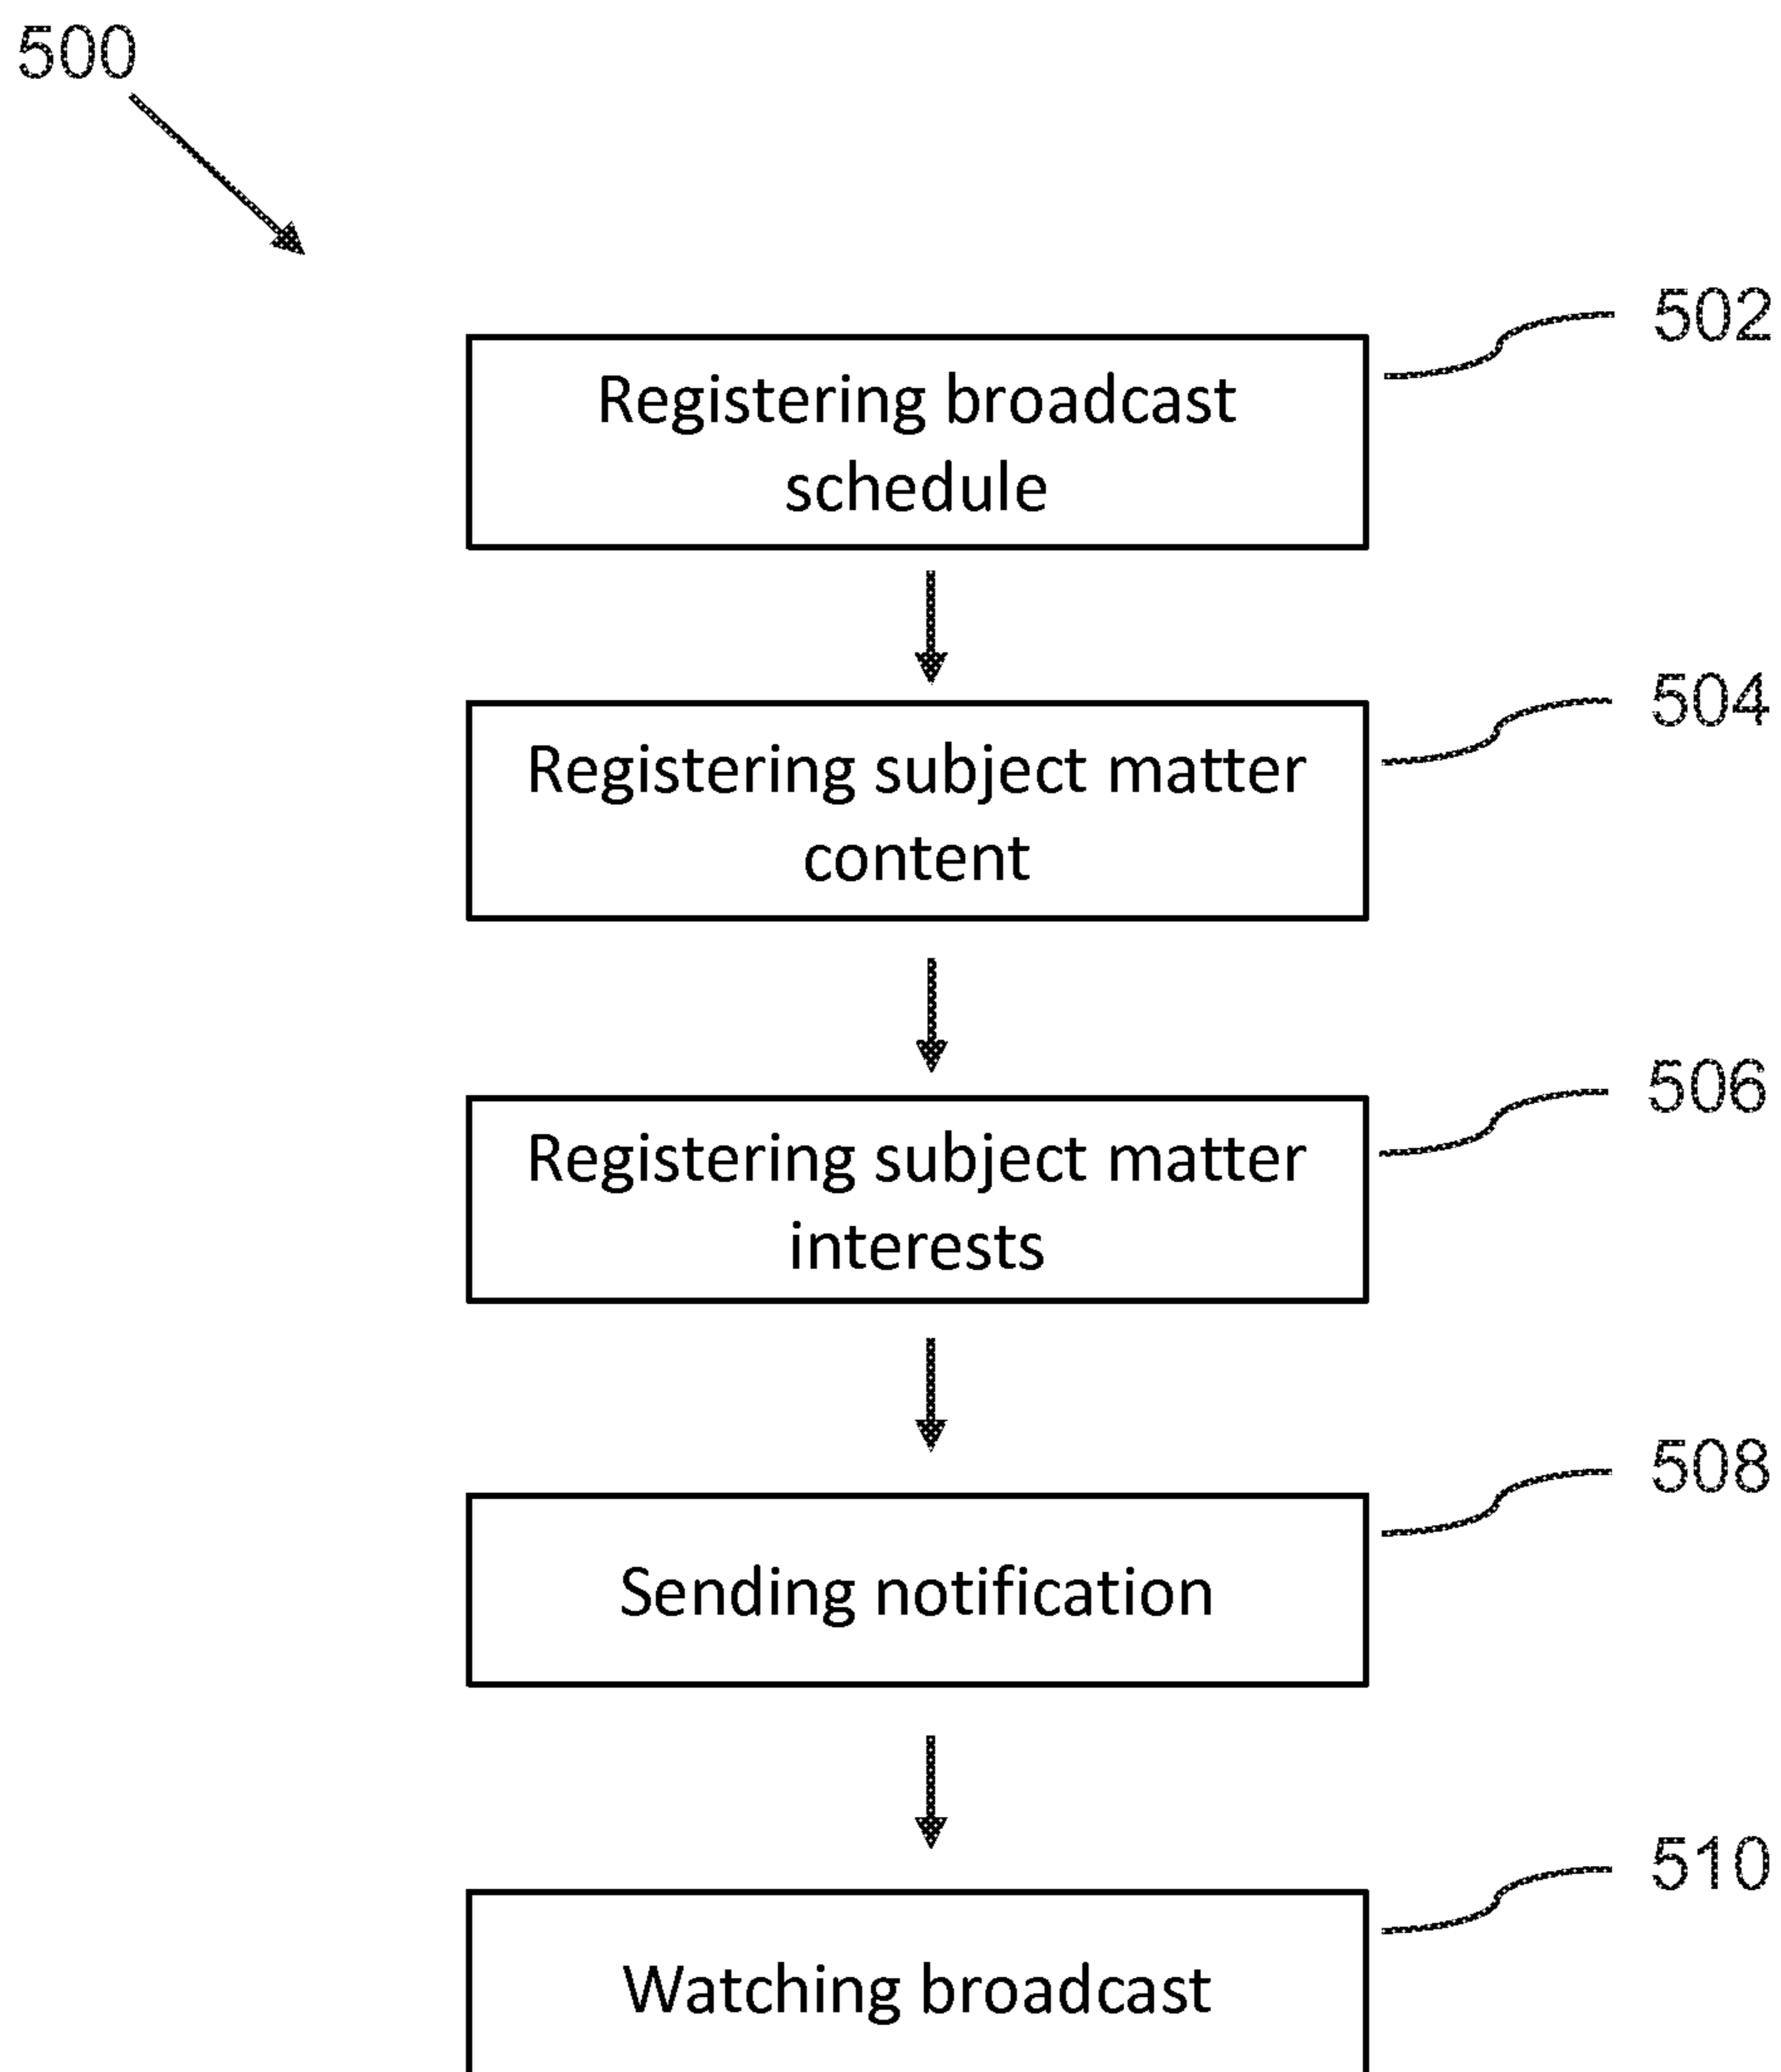 500
502
Registering broadcast
schedule
504
Registering subject matter
content
506
Registering subject matter
interests
508
Sending notification
510
Watching broadcast